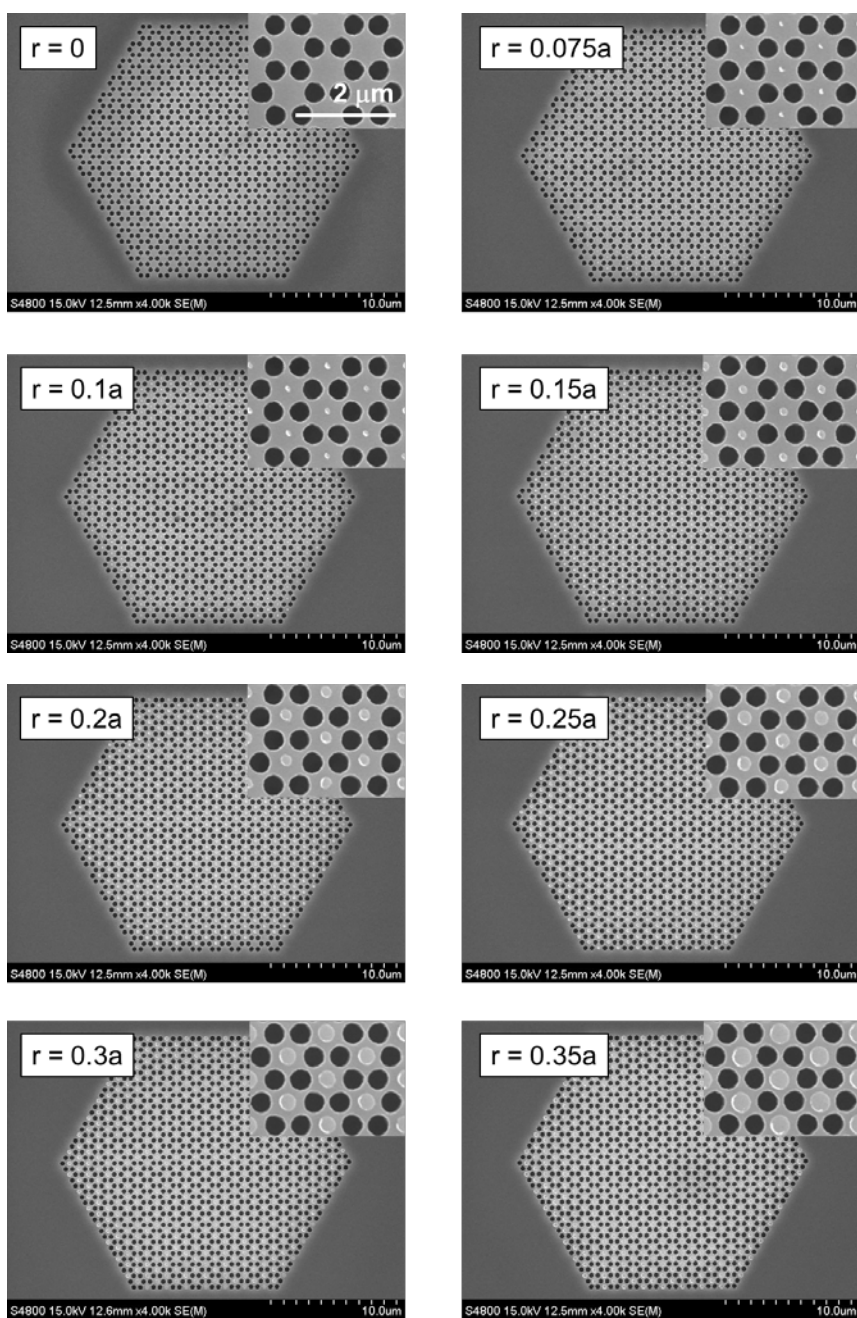 r = 0
2 μm
S4800 15.0kV 12.5mm x4.00k SE(M) 10.0um
r = 0.075a
S4800 15.0kV 12.5mm x4.00k SE(M) 10.0um
r = 0.1a
S4800 15.0kV 12.5mm x4.00k SE(M) 10.0um
r = 0.15a
S4800 15.0kV 12.5mm x4.00k SE(M) 10.0um
r = 0.2a
S4800 15.0kV 12.5mm x4.00k SE(M) 10.0um
r = 0.25a
S4800 15.0kV 12.5mm x4.00k SE(M) 10.0um
r = 0.3a
S4800 15.0kV 12.6mm x4.00k SE(M) 10.0um
r = 0.35a
S4800 15.0kV 12.5mm x4.00k SE(M) 10.0um